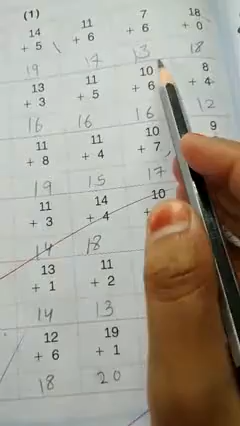 (1)
14 11 7 18
+ 5 + 6 + 6 + 0
19 17 13 18
13 11 10 8
+ 3 + 5 + 6 + 4
16 16 16 12
11 11 10 9
+ 8 + 4 + 7
19 15 17
11 14 10
+ 3 + 4 +
14 18
13 11
+ 1 + 2
14 13
12 19
+ 6 + 1
18 20